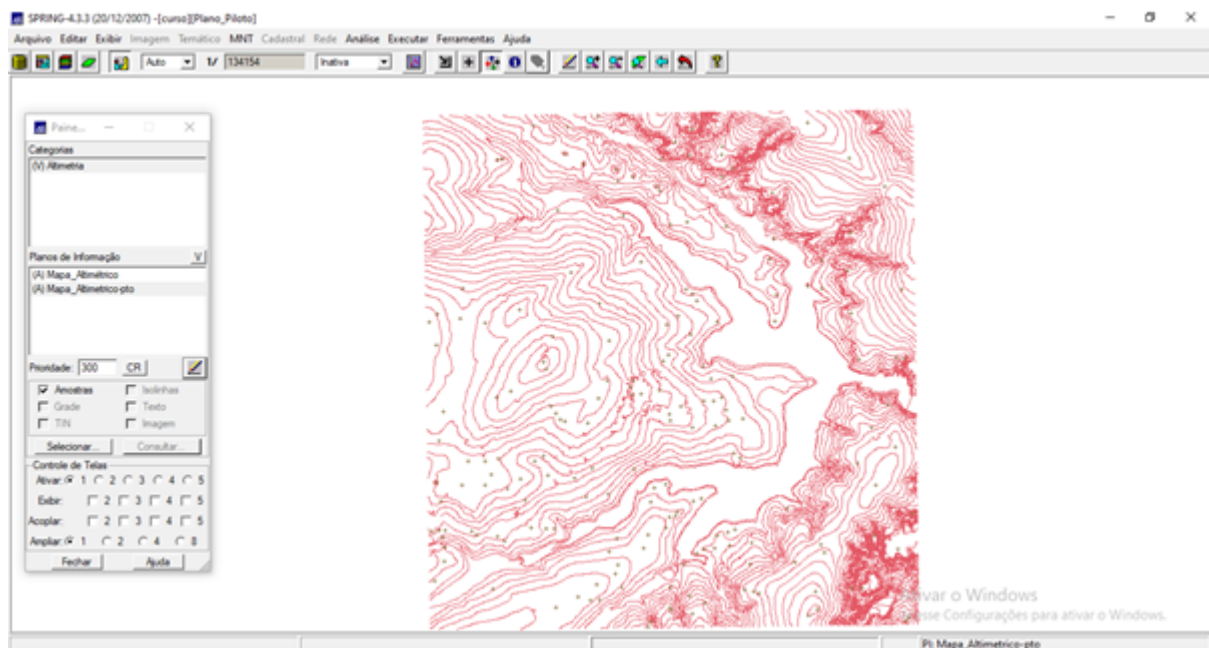 SPRING-4.3.3 (20/12/2007) -[curso][Plano_Piloto]
Arquivo Editar Exibir Imagem Temático MNT Cadastral Rede Análise Executar Ferramentas Ajuda
Auto 1/ 134154 Inativa
Paine...
Categorias
(V) Altimetria
Planos de Informação V
(A) Mapa_Altimétrico
(A) Mapa_Altimetrico-pto
Prioridade: 300 CR
Amostras Isolinhas
Grade Texto
TIN Imagem
Selecionar... Consultar...
Controle de Telas
Ativar: 1 2 3 4 5
Exibir: 2 3 4 5
Acoplar: 2 3 4 5
Ampliar: 1 2 4 8
Fechar Ajuda
Ativar o Windows
Acesse Configurações para ativar o Windows.
PI: Mapa_Altimetrico-pto